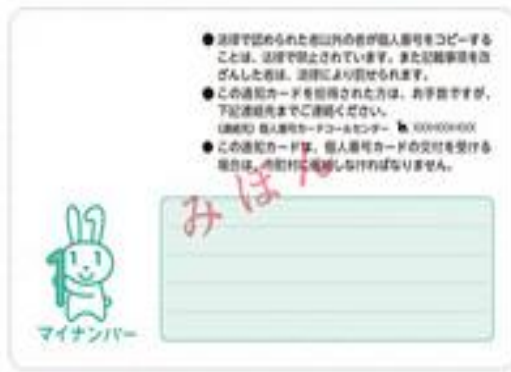 ●法律で認められた者以外の者が個人番号をコピーする
ことは、法律で禁止されています。また記載事項を改
ざんした者は、法律により罰せられます。
●この通知カードを拾得された方は、お手数ですが、
下記連絡先までご連絡ください。
(連絡先) 個人番号カードコールセンター
●この通知カードは、個人番号カードの交付を受ける
場合は、市町村に返納しなければなりません。
みほん
マイナンバー